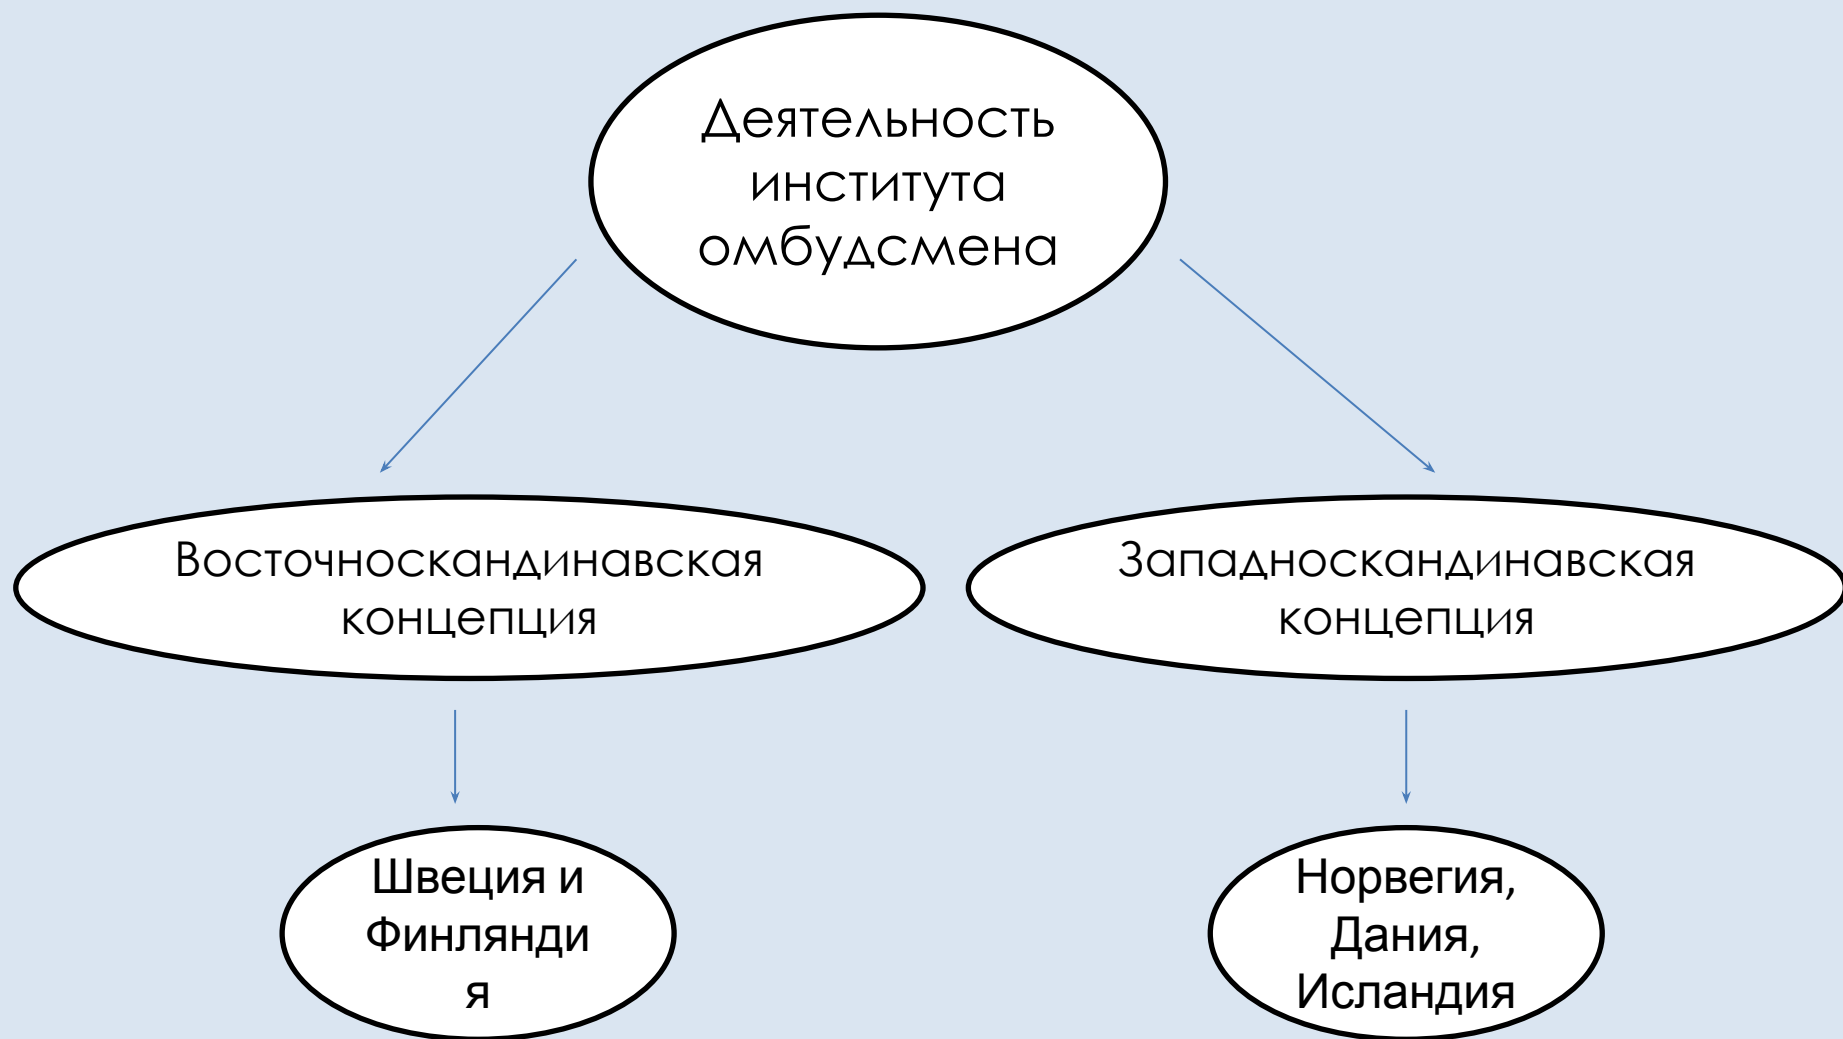 Деятельность
института
омбудсмена
Восточноскандинавская
концепция
Западноскандинавская
концепция
Швеция и
Финлянди
я
Норвегия,
Дания,
Исландия